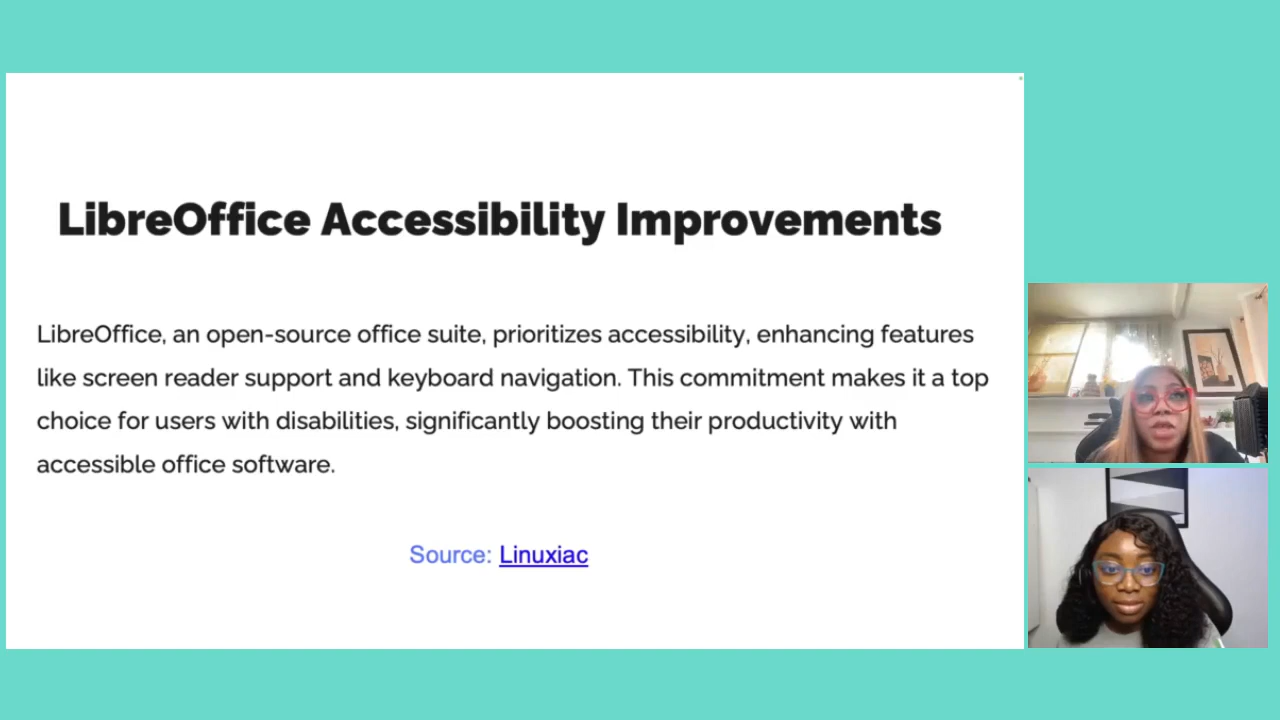 LibreOffice Accessibility Improvements
LibreOffice, an open-source office suite, prioritizes accessibility, enhancing features
like screen reader support and keyboard navigation. This commitment makes it a top
choice for users with disabilities, significantly boosting their productivity with
accessible office software.
Source: Linuxiac